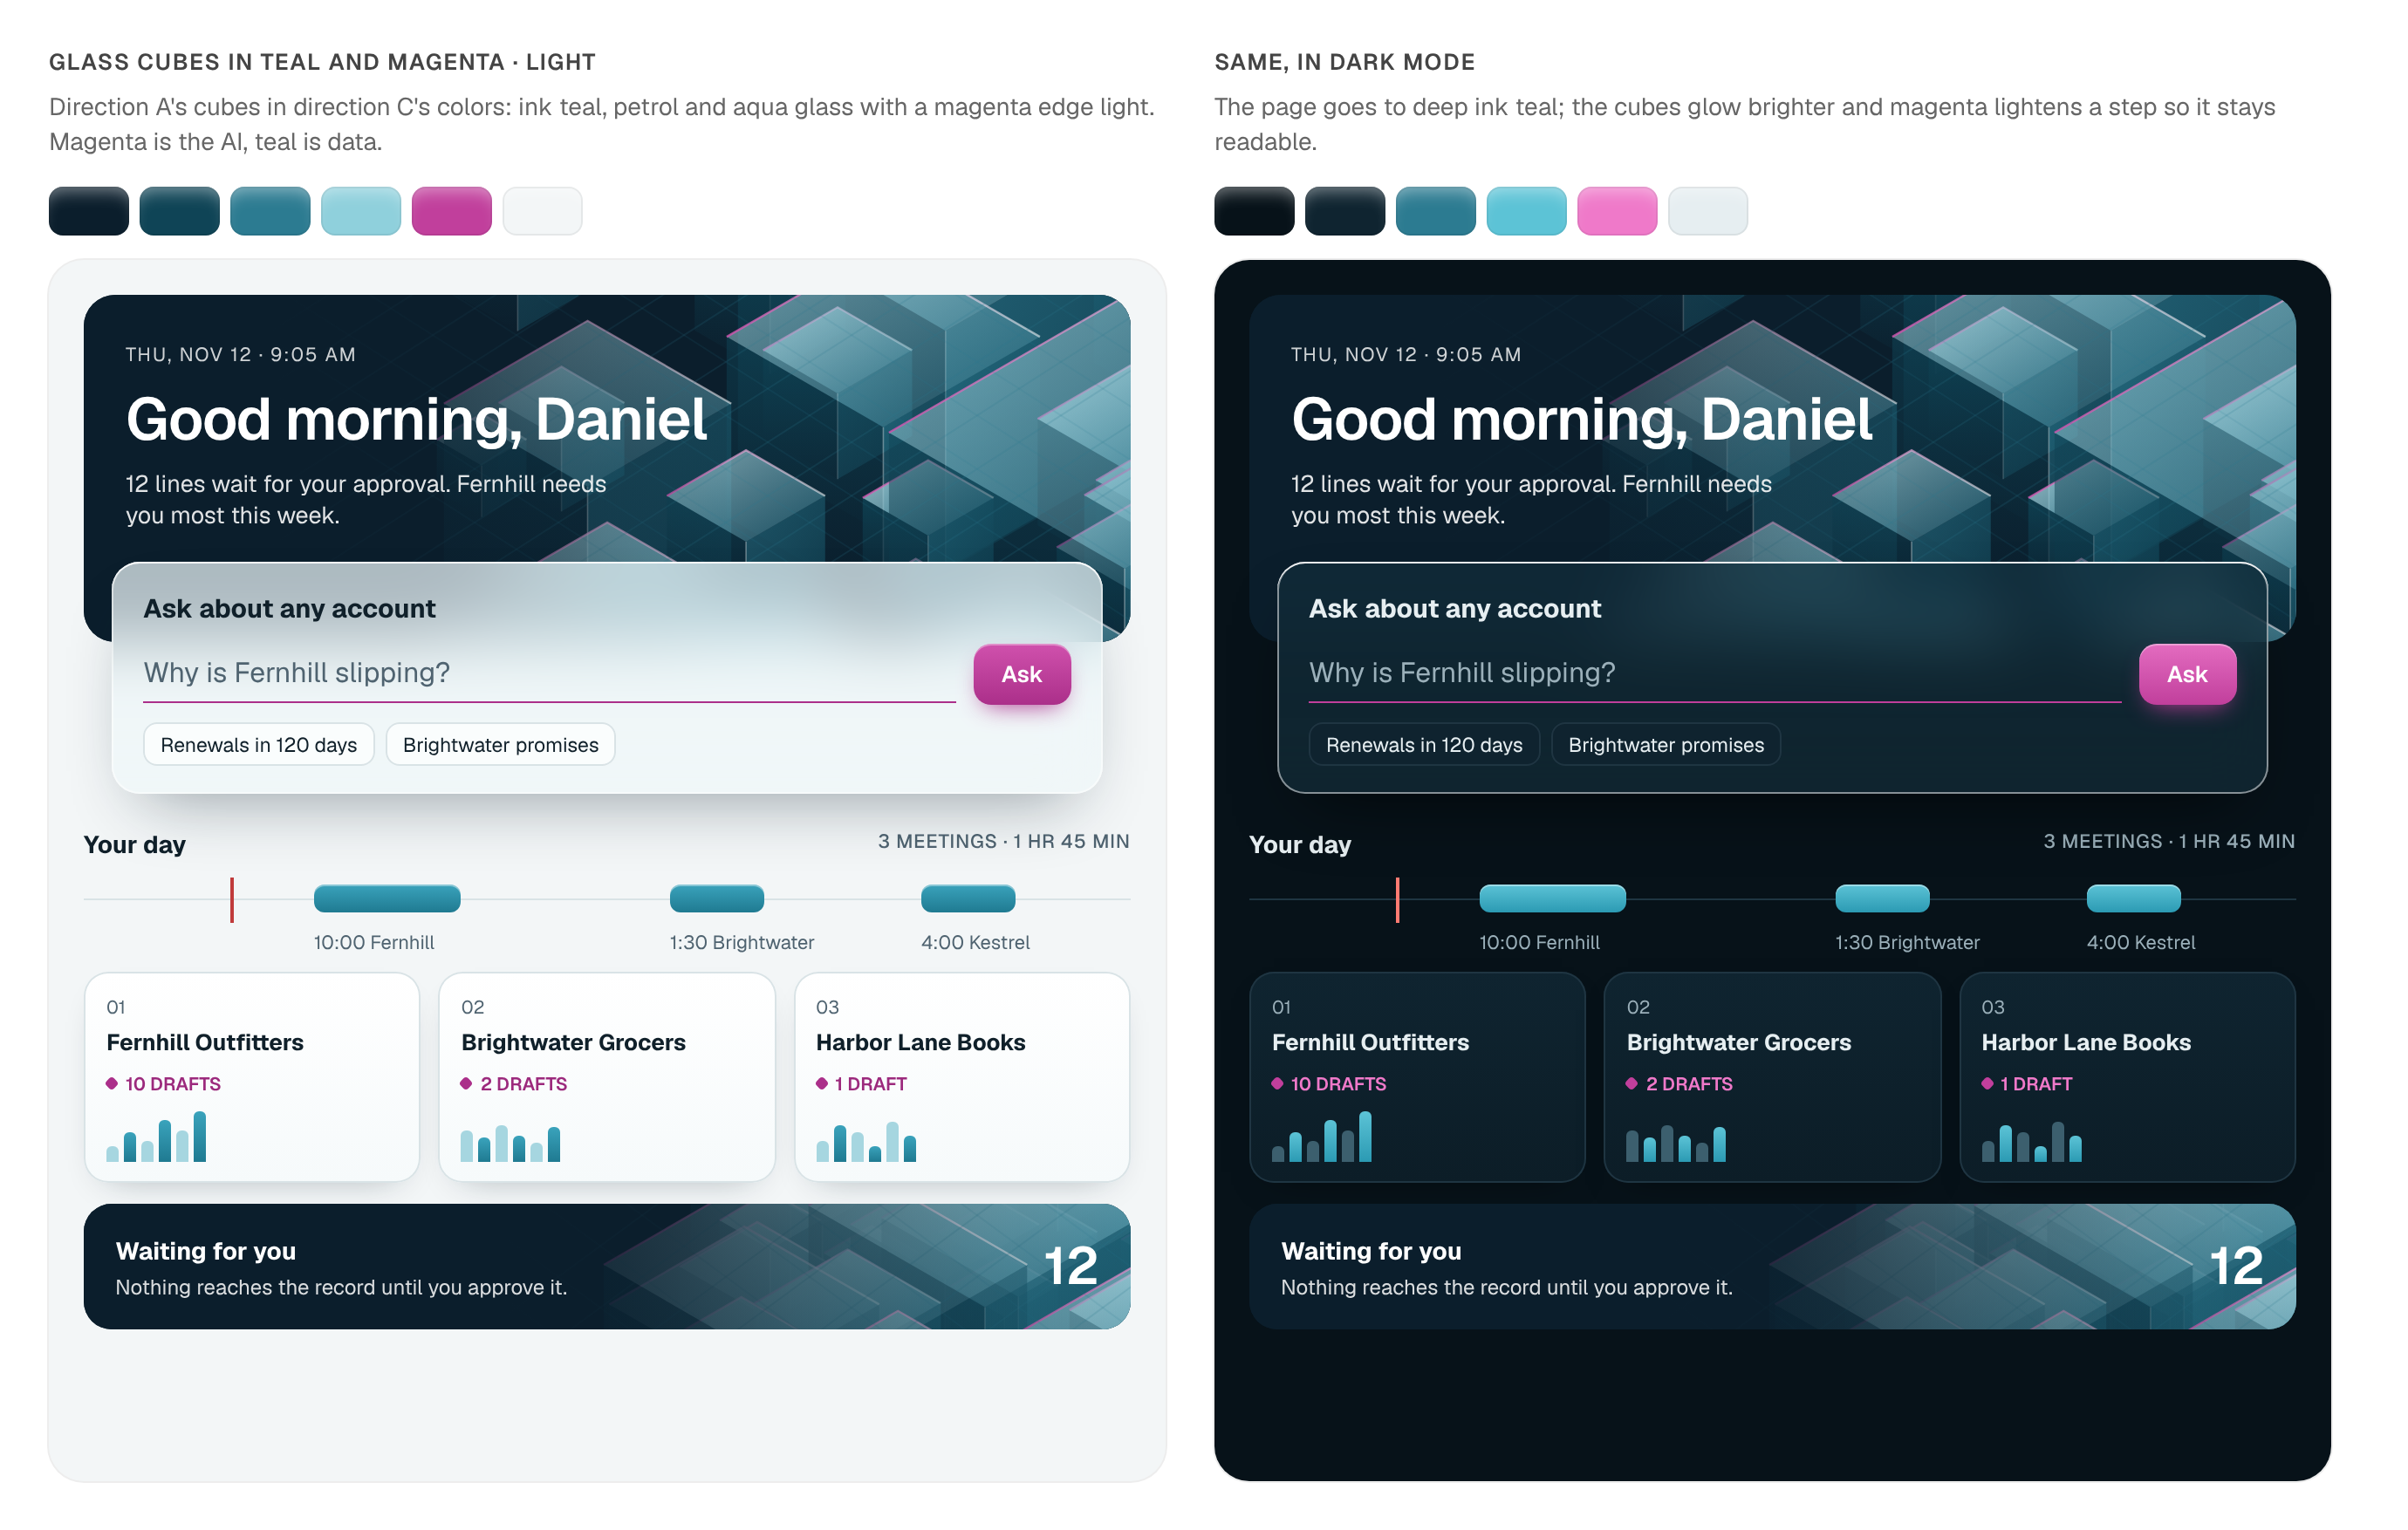 GLASS CUBES IN TEAL AND MAGENTA · LIGHT
Direction A's cubes in direction C's colors: ink teal, petrol and aqua glass with a magenta edge light.
Magenta is the AI, teal is data.
THU, NOV 12 · 9:05 AM
Good morning, Daniel
12 lines wait for your approval. Fernhill needs
you most this week.
Ask about any account
Why is Fernhill slipping?
Ask
Renewals in 120 days
Brightwater promises
Your day
3 MEETINGS · 1 HR 45 MIN
10:00 Fernhill
1:30 Brightwater
4:00 Kestrel
01
Fernhill Outfitters
10 DRAFTS
02
Brightwater Grocers
2 DRAFTS
03
Harbor Lane Books
1 DRAFT
Waiting for you
Nothing reaches the record until you approve it.
12
SAME, IN DARK MODE
The page goes to deep ink teal; the cubes glow brighter and magenta lightens a step so it stays
readable.
THU, NOV 12 · 9:05 AM
Good morning, Daniel
12 lines wait for your approval. Fernhill needs
you most this week.
Ask about any account
Why is Fernhill slipping?
Ask
Renewals in 120 days
Brightwater promises
Your day
3 MEETINGS · 1 HR 45 MIN
10:00 Fernhill
1:30 Brightwater
4:00 Kestrel
01
Fernhill Outfitters
10 DRAFTS
02
Brightwater Grocers
2 DRAFTS
03
Harbor Lane Books
1 DRAFT
Waiting for you
Nothing reaches the record until you approve it.
12